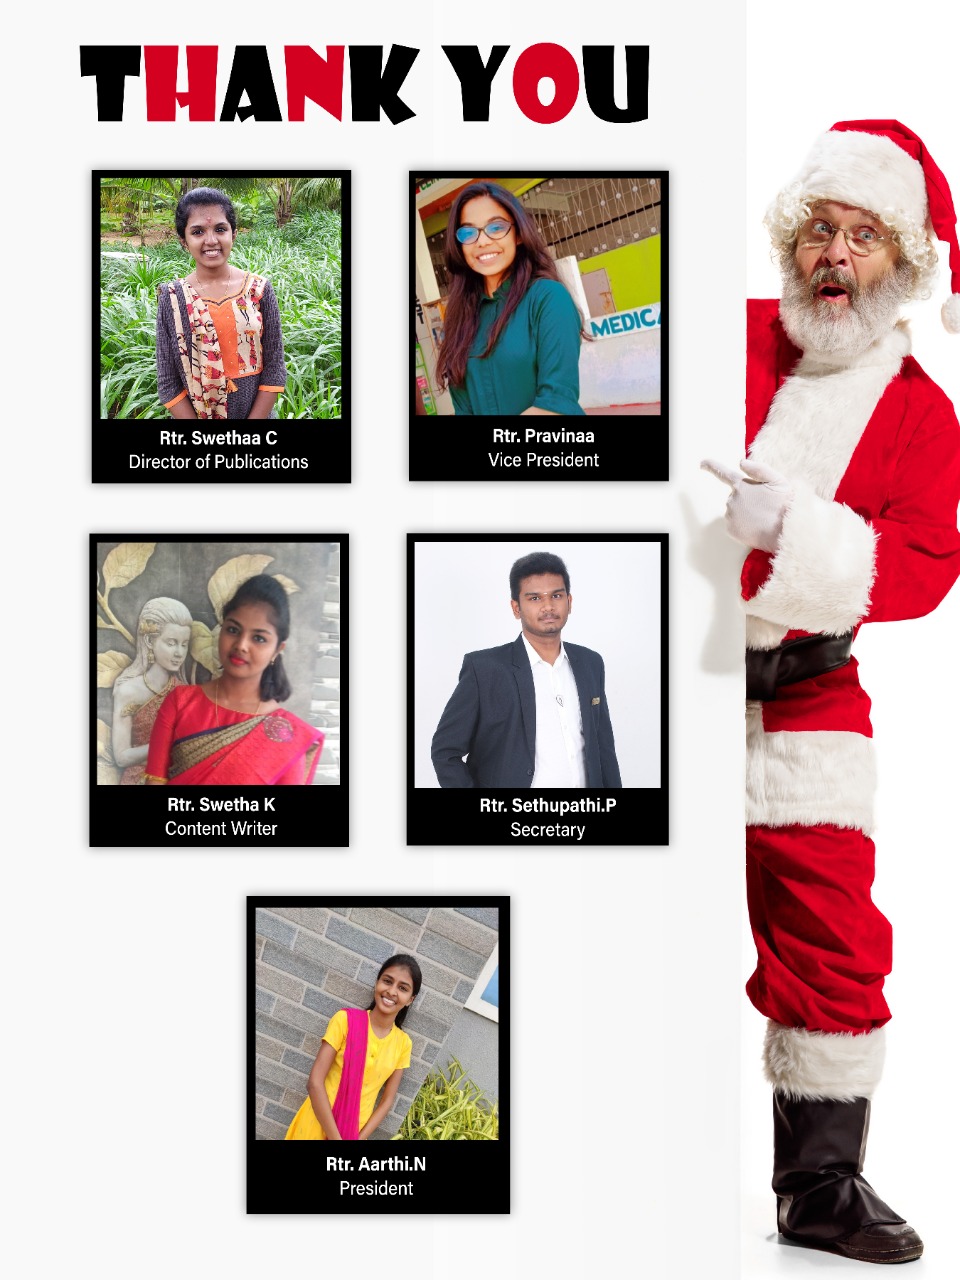 THANK YOU
MEDICA
Rtr. Swethaa C
Director of Publications
Rtr. Pravinaa
Vice President
Rtr. Swetha K
Content Writer
Rtr. Sethupathi.P
Secretary
Rtr. Aarthi.N
President